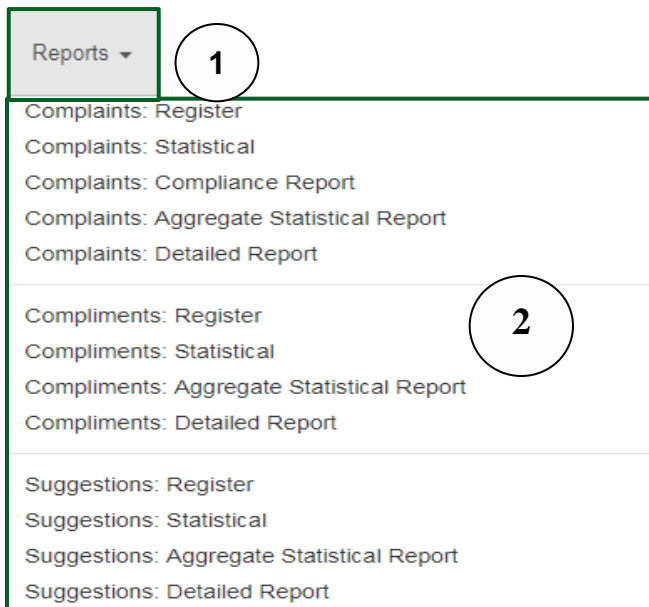 Reports
1
Complaints: Register
Complaints: Statistical
Complaints: Compliance Report
Complaints: Aggregate Statistical Report
Complaints: Detailed Report
Compliments: Register
2
Compliments: Statistical
Compliments: Aggregate Statistical Report
Compliments: Detailed Report
Suggestions: Register
Suggestions: Statistical
Suggestions: Aggregate Statistical Report
Suggestions: Detailed Report